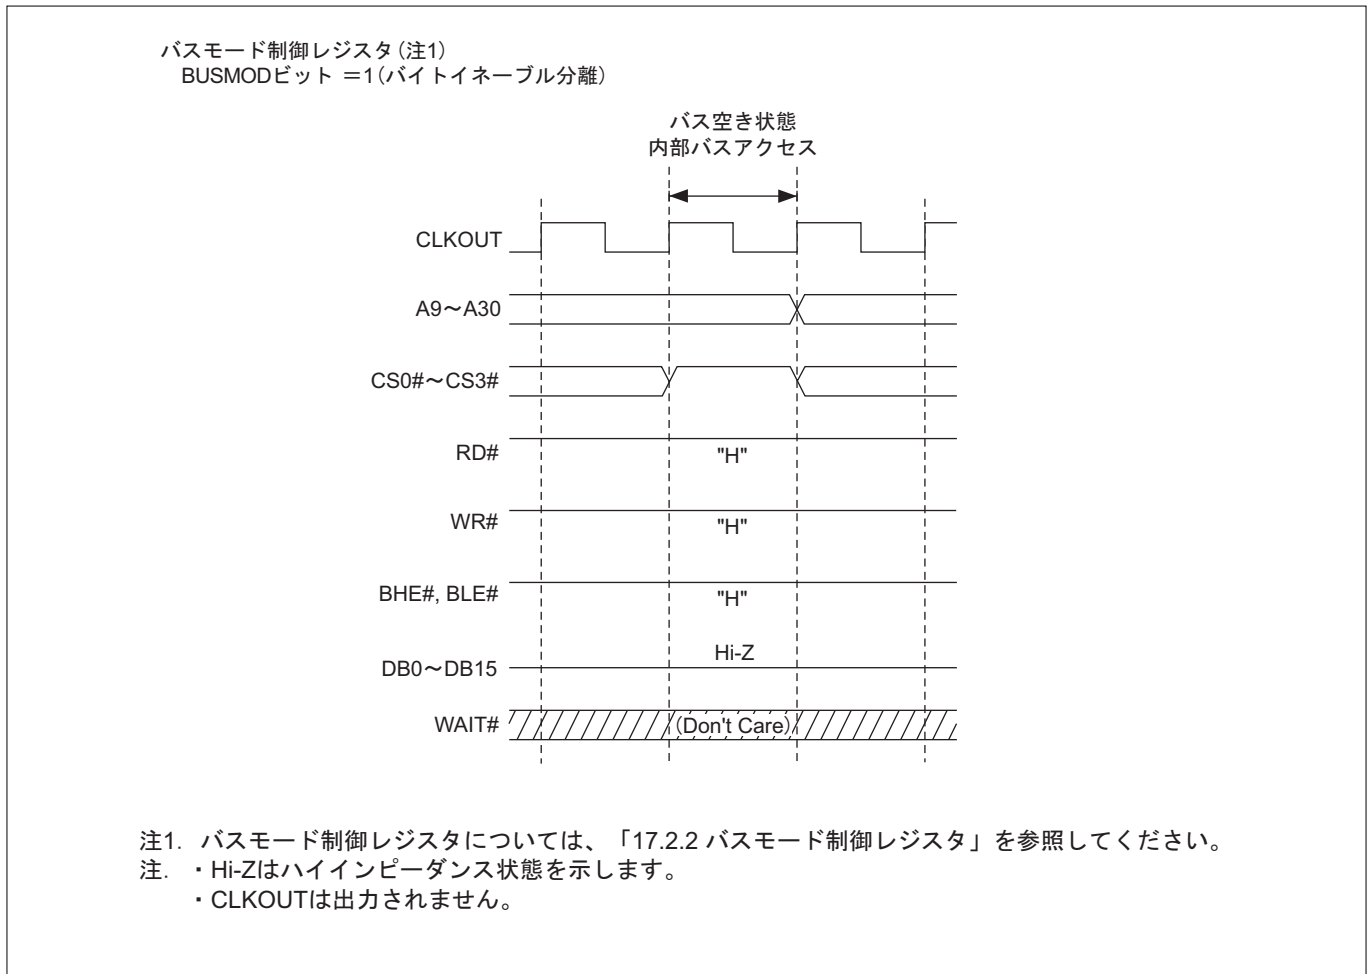 バスモード制御レジスタ(注1)
BUSMODビット ＝1(バイトイネーブル分離)
バス空き状態
内部バスアクセス
CLKOUT
A9～A30
CS0#～CS3#
RD#
"H"
WR#
"H"
BHE#, BLE#
"H"
Hi-Z
DB0～DB15
WAIT#
(Don't Care)
注1. バスモード制御レジスタについては、「17.2.2 バスモード制御レジスタ」を参照してください。
注. ・Hi-Zはハイインピーダンス状態を示します。
・CLKOUTは出力されません。